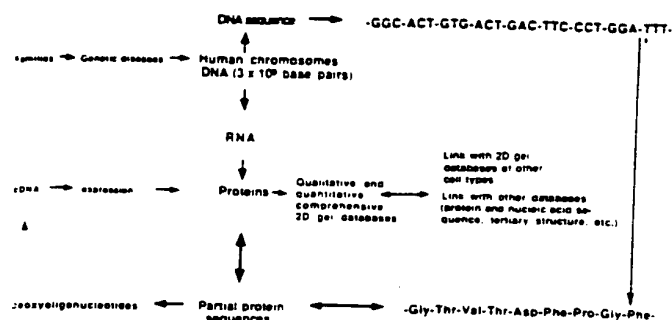 DNA sequence
-GGC-ACT-GTG-ACT-GAC-TTC-CCT-GGA-TTT-
Genetic diseases
Human chromosomes
DNA (3 x 10⁹ base pairs)
RNA
cDNA
expression
Proteins
Qualitative and
quantitative
comprehensive
2D gel databases
Link with 2D gel
databases of other
cell types
Link with other databases
(protein and nucleic acid se-
quence, tertiary structure, etc.)
Partial protein
sequences
-Gly-Thr-Val-Thr-Asp-Phe-Pro-Gly-Phe-